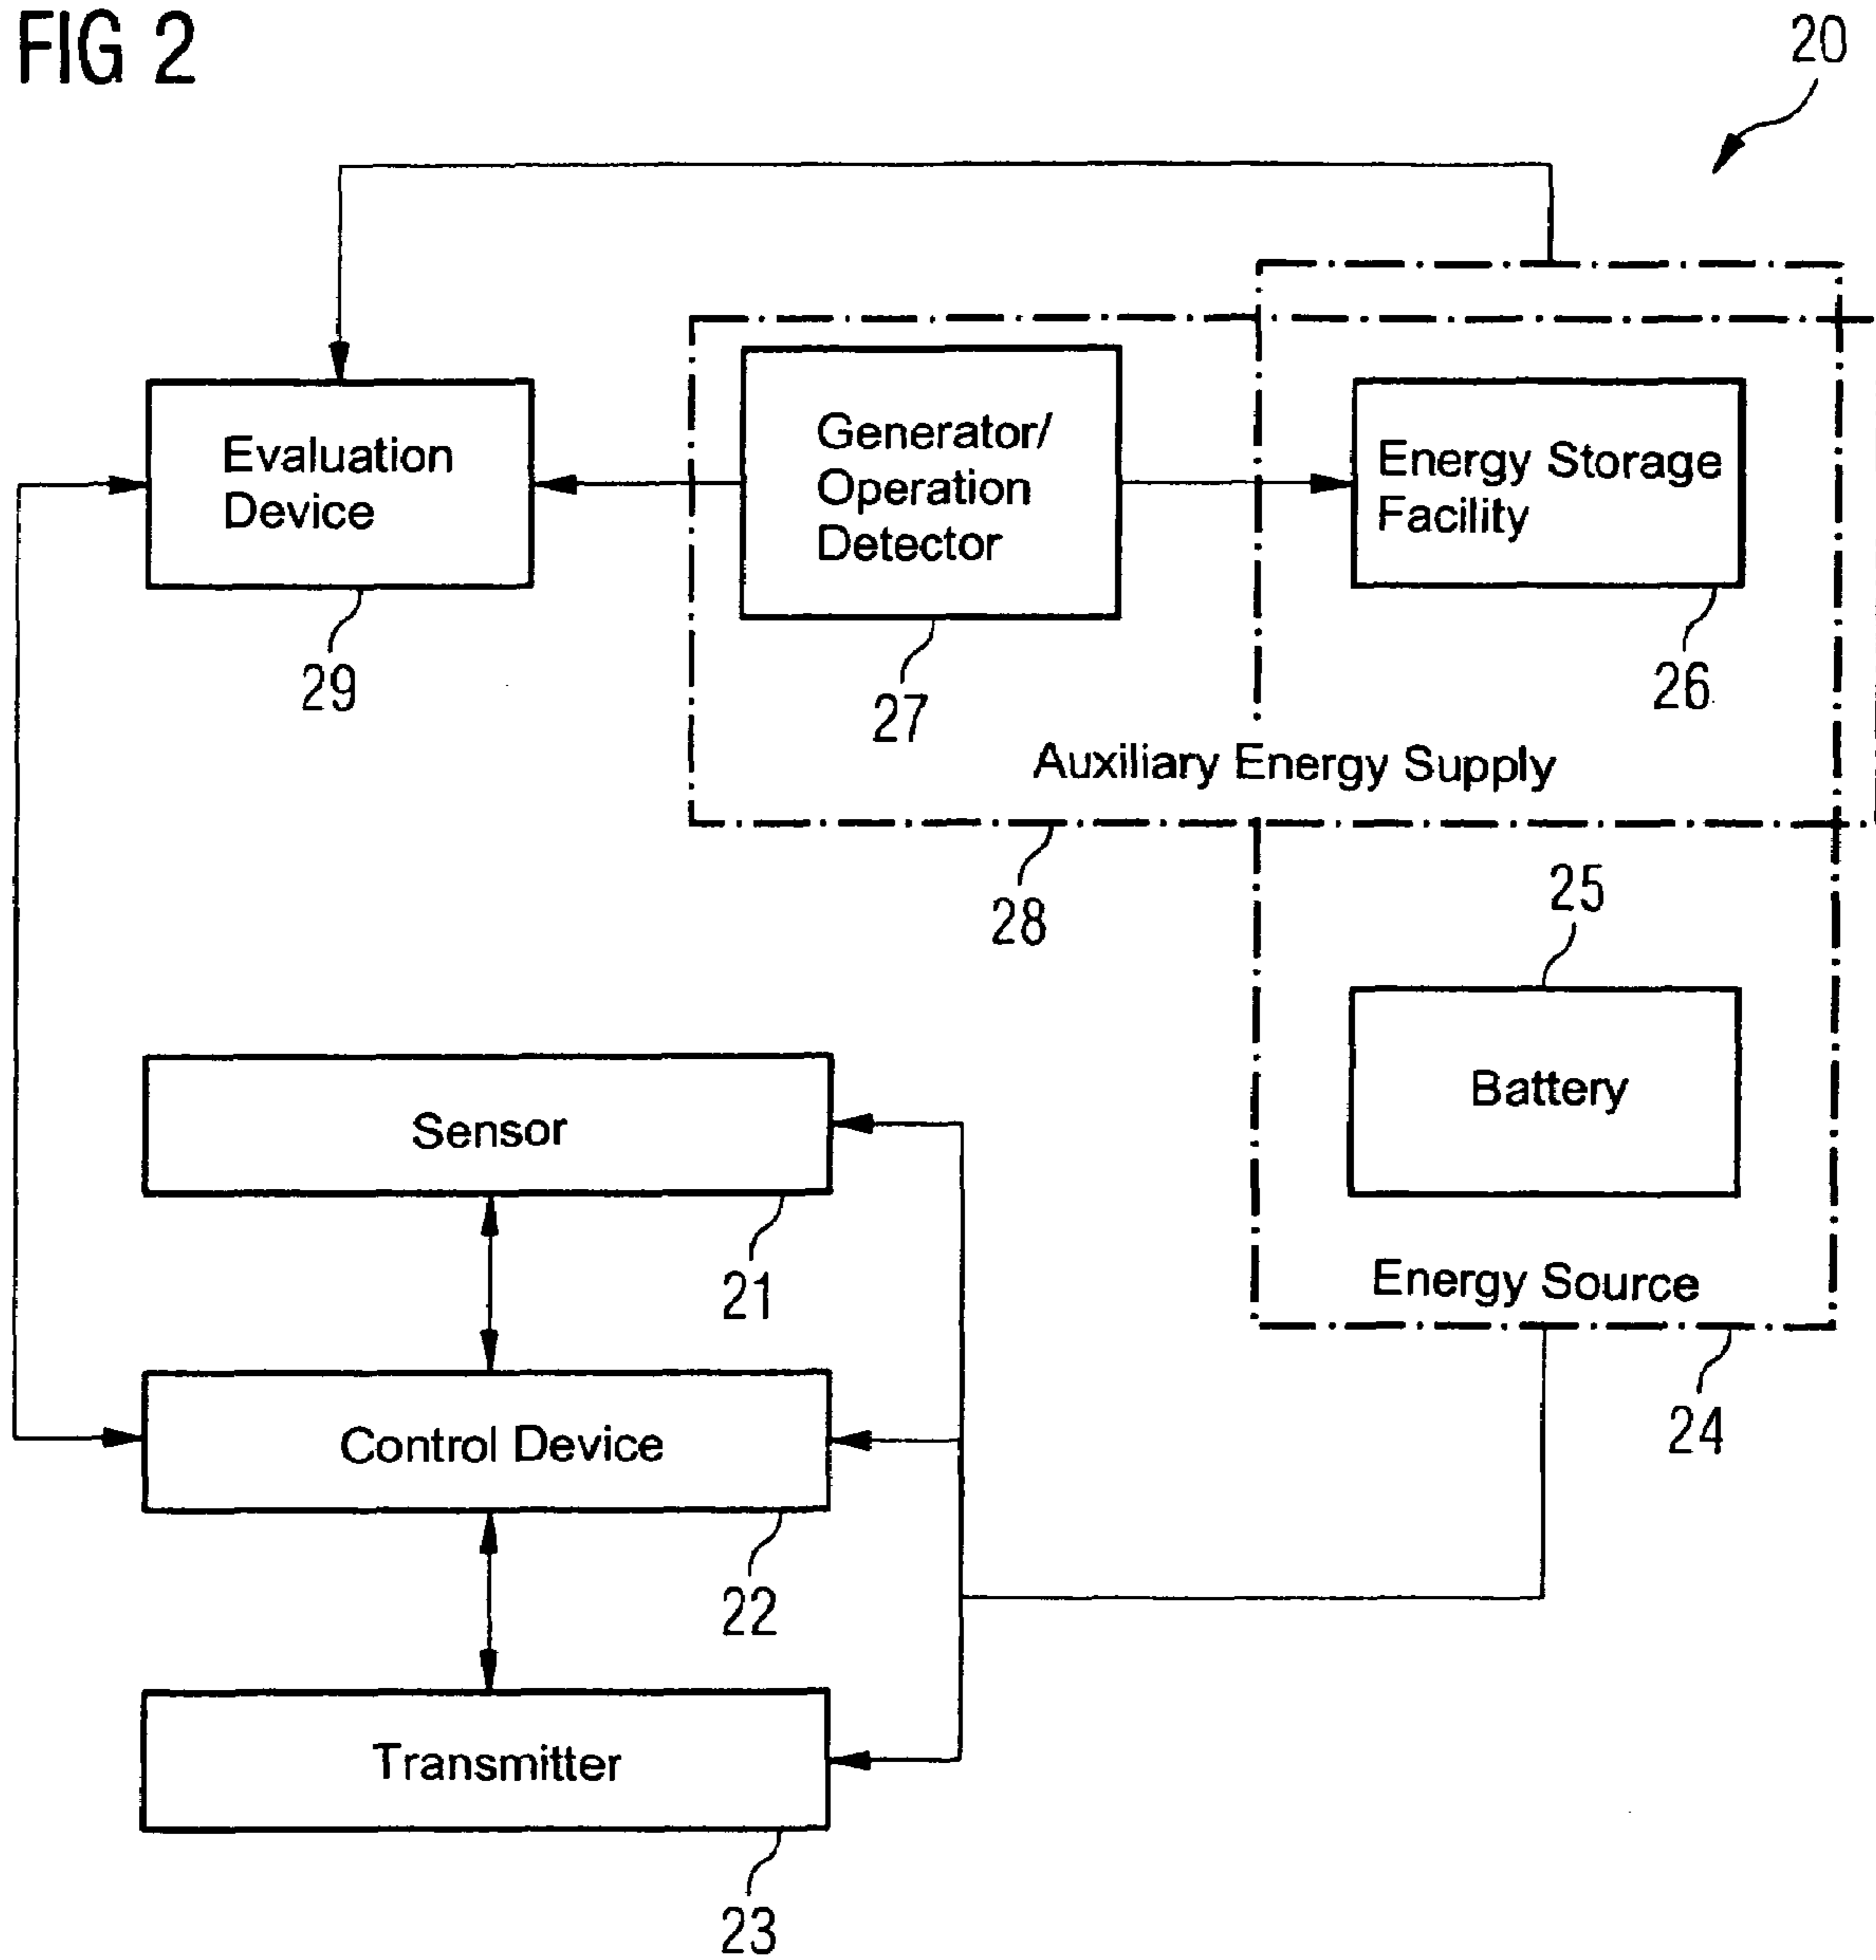 FIG 2
20
Evaluation
Device
29
Generator/
Operation
Detector
27
Energy Storage
Facility
26
Auxiliary Energy Supply
28
25
Battery
Energy Source
24
Sensor
21
Control Device
22
Transmitter
23